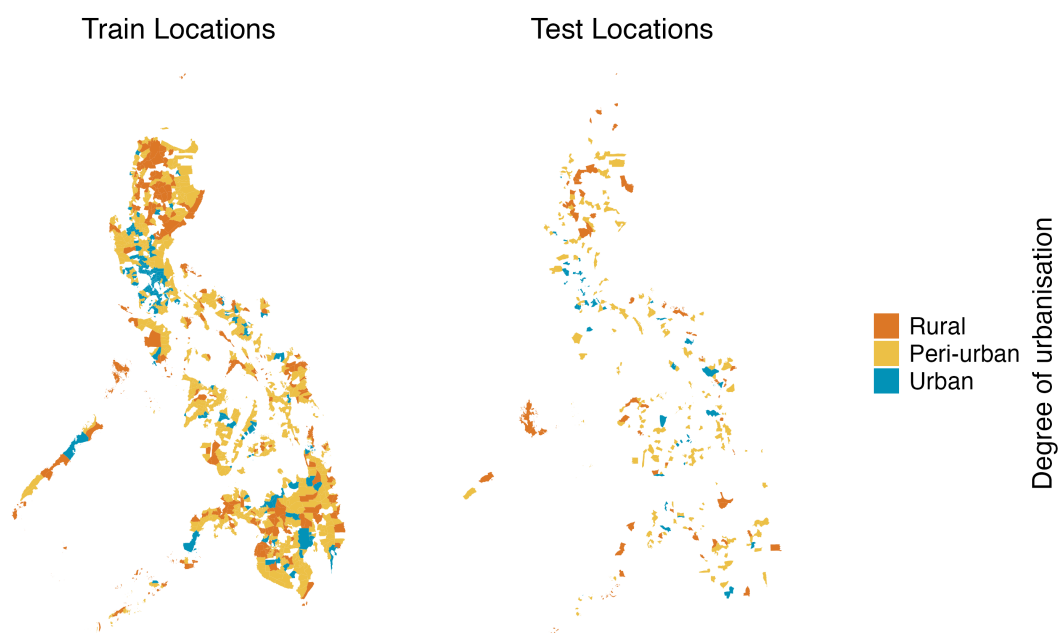 Train Locations
Test Locations
Rural
Peri-urban
Urban
Degree of urbanisation